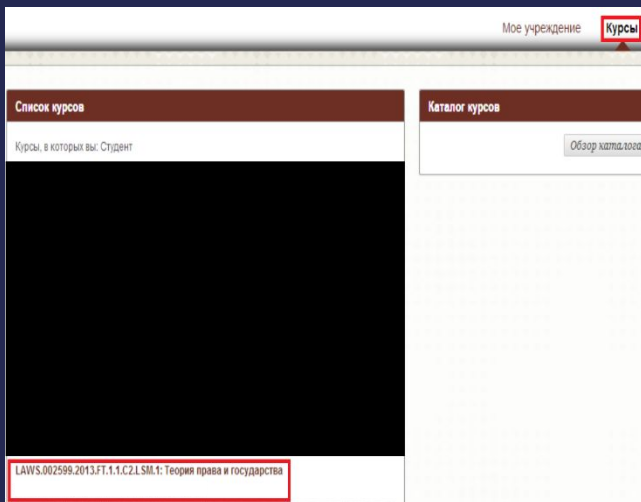 Мое учреждение Курсы
Список курсов
Каталог курсов
Курсы, в которых вы: Студент
Обзор каталога
LAWS.002599.2013.FT.1.1.C2.LSM.1: Теория права и государства